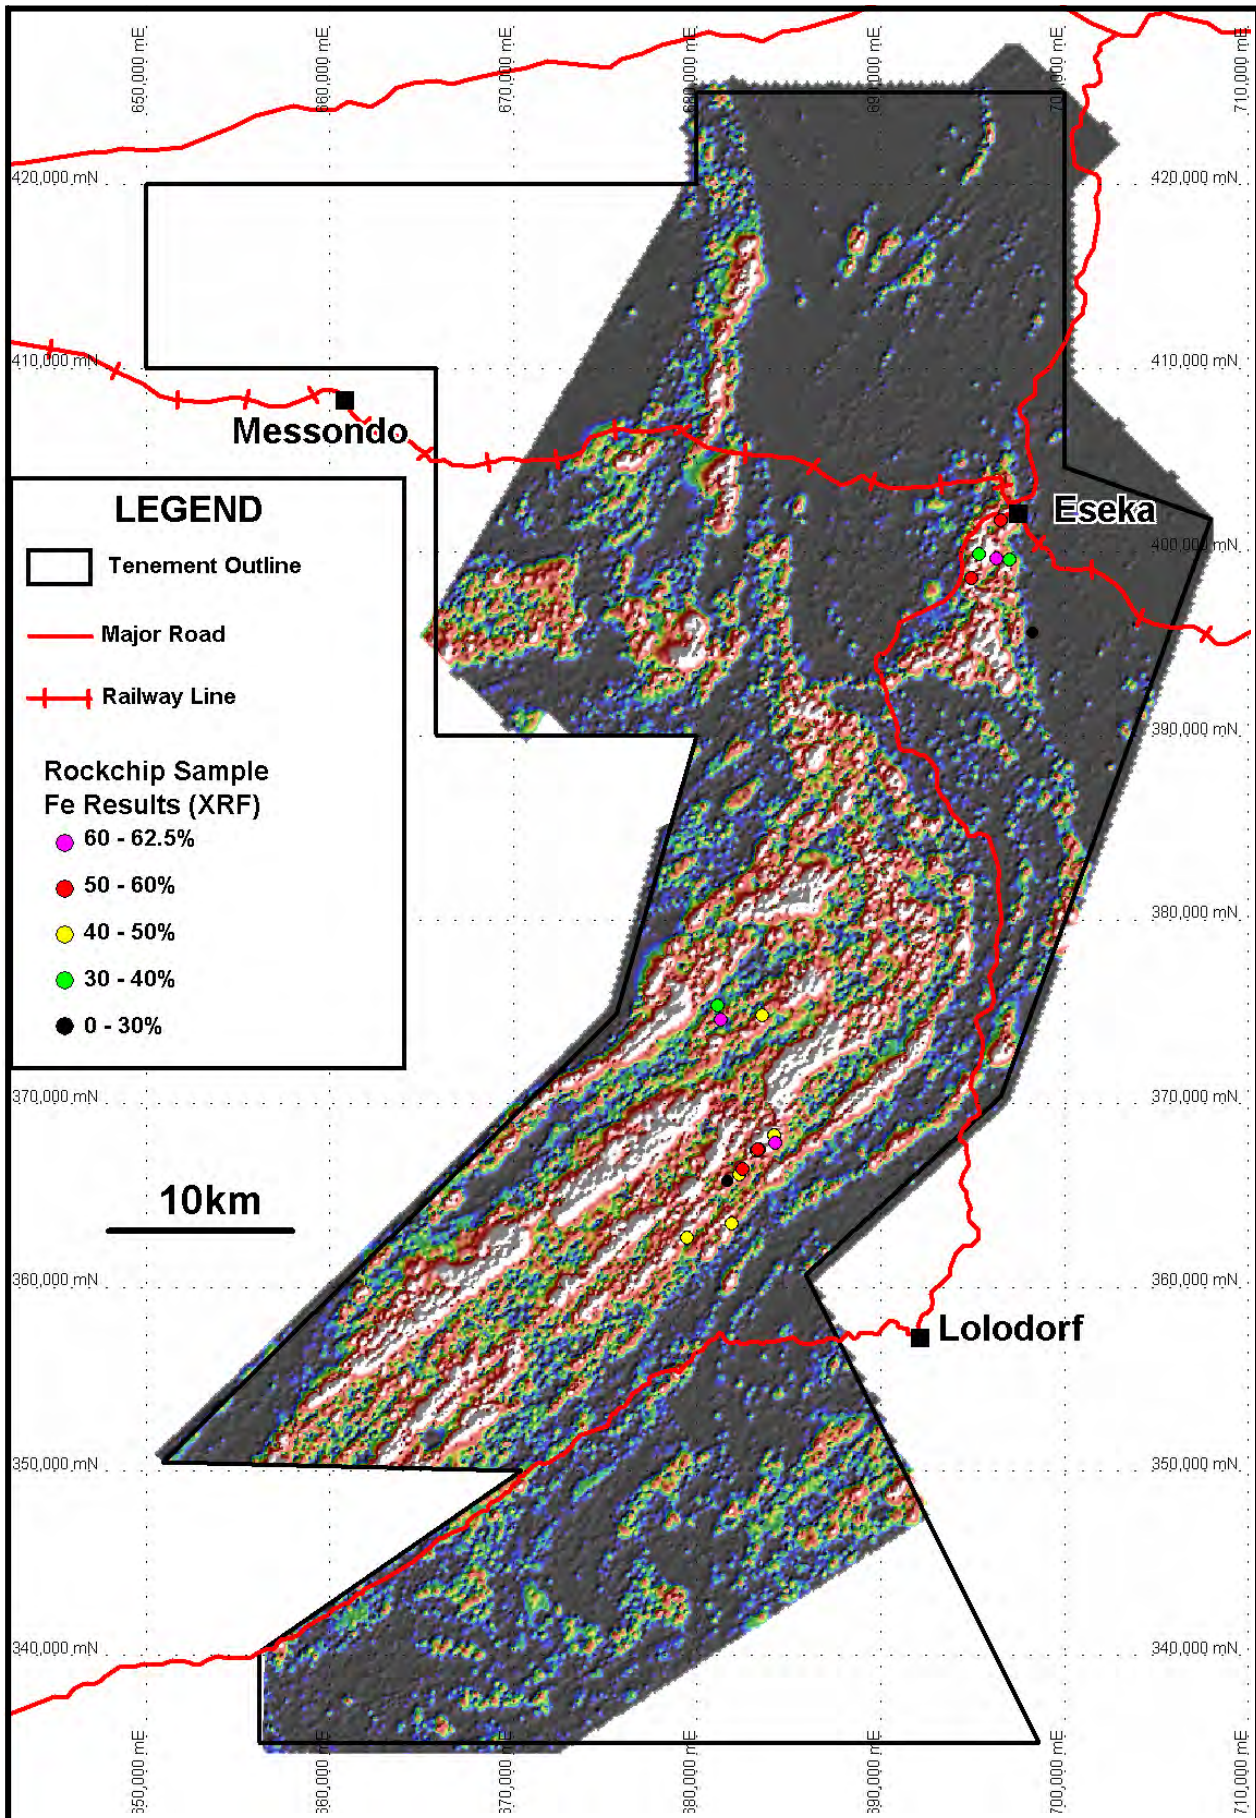 650,000 mE
660,000 mE
670,000 mE
680,000 mE
690,000 mE
700,000 mE
710,000 mE
420,000 mN
420,000 mN
410,000 mN
410,000 mN
Messondo
LEGEND
Tenement Outline
Major Road
Railway Line
Rockchip Sample
Fe Results (XRF)
60 - 62.5%
50 - 60%
40 - 50%
30 - 40%
0 - 30%
Eseka
400,000 mN
390,000 mN
380,000 mN
370,000 mN
370,000 mN
10km
360,000 mN
360,000 mN
Lolodorf
350,000 mN
350,000 mN
340,000 mN
340,000 mN
650,000 mE
660,000 mE
670,000 mE
680,000 mE
690,000 mE
700,000 mE
710,000 mE